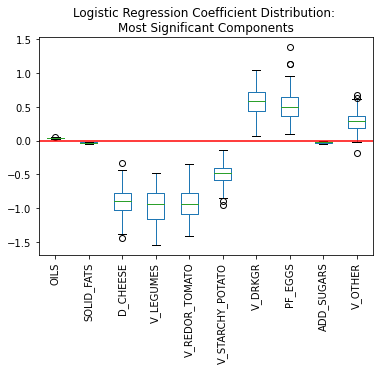 Logistic Regression Coefficient Distribution:
Most Significant Components
1.5
1.0
0.5
0.0
−0.5
−1.0
−1.5
OILS
SOLID_FATS
D_CHEESE
V_LEGUMES
V_REDOR_TOMATO
V_STARCHY_POTATO
V_DRKGR
PF_EGGS
ADD_SUGARS
V_OTHER